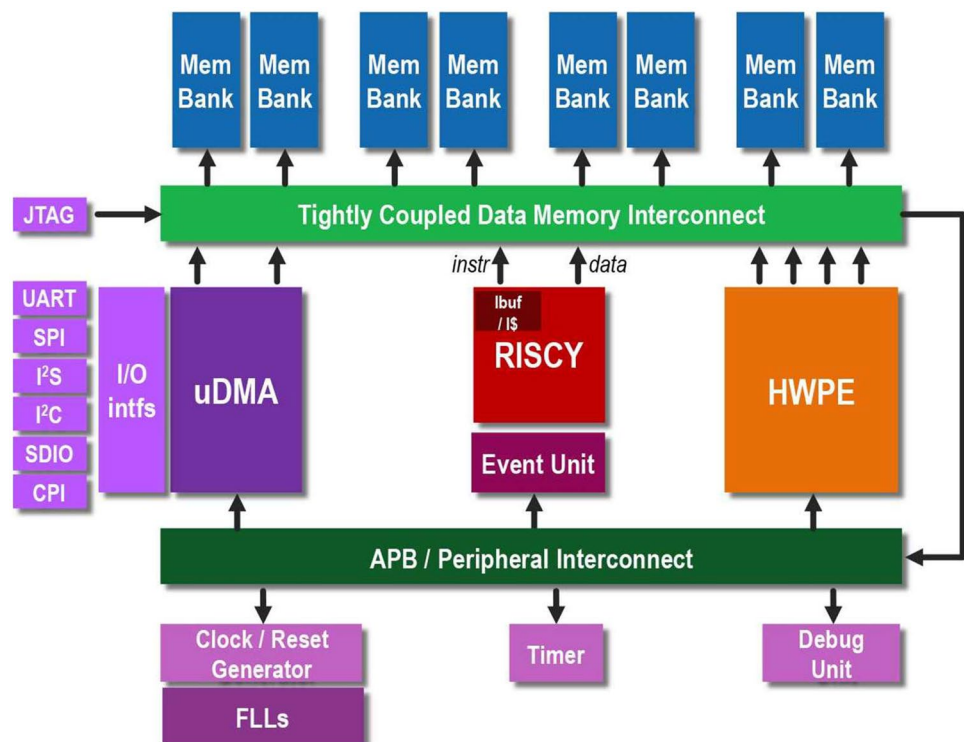 Mem Bank
Mem Bank
Mem Bank
Mem Bank
Mem Bank
Mem Bank
Mem Bank
Mem Bank
JTAG
Tightly Coupled Data Memory Interconnect
instr
data
UART
SPI
I²S
I²C
SDIO
CPI
I/O
intfs
uDMA
Ibuf
/ I$
RISCY
Event Unit
HWPE
APB / Peripheral Interconnect
Clock / Reset
Generator
FLLs
Timer
Debug
Unit